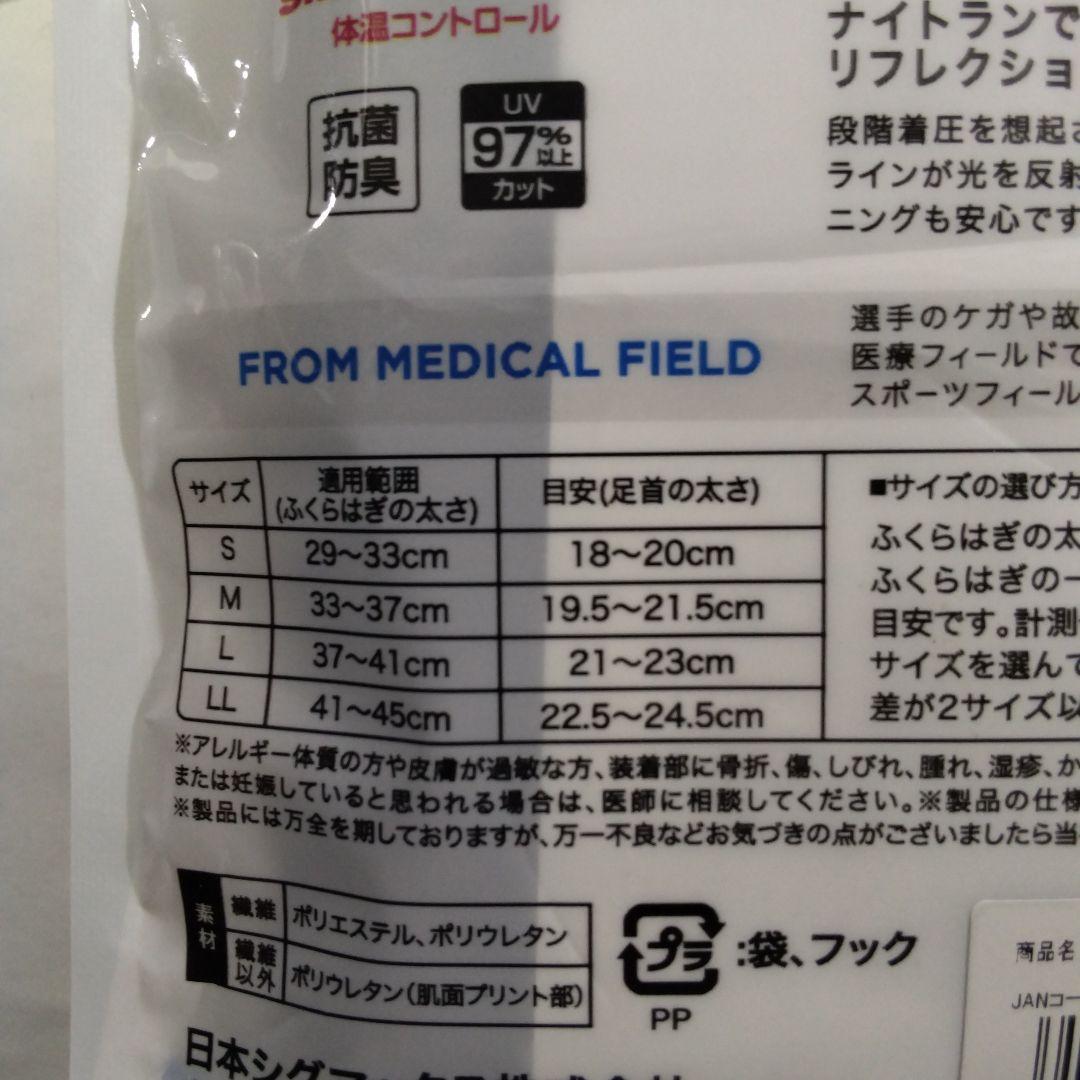 体温コントロール
抗菌
防臭
UV
97%以上
カット
ナイトランで
リフレクショ
段階着圧を想起
ラインが光を反射
ニングも安心です
FROM MEDICAL FIELD
選手のケガや故
医療フィールドで
スポーツフィール
サイズ 適用範囲(ふくらはぎの太さ) 目安(足首の太さ)
S 29～33cm 18～20cm
M 33～37cm 19.5～21.5cm
L 37～41cm 21～23cm
LL 41～45cm 22.5～24.5cm
■サイズの選び方
ふくらはぎの太
ふくらはぎの一
目安です。計測
サイズを選んで
差が2サイズ以
※アレルギー体質の方や皮膚が過敏な方、装着部に骨折、傷、しびれ、腫れ、湿疹、か
または妊娠していると思われる場合は、医師に相談してください。※製品の仕様
※製品には万全を期しておりますが、万一不良などお気づきの点がございましたら当
素材
繊維 ポリエステル、ポリウレタン
繊維以外 ポリウレタン(肌面プリント部)
プラ :袋、フック
PP
商品名
JANコー
日本シグマックス株式会社